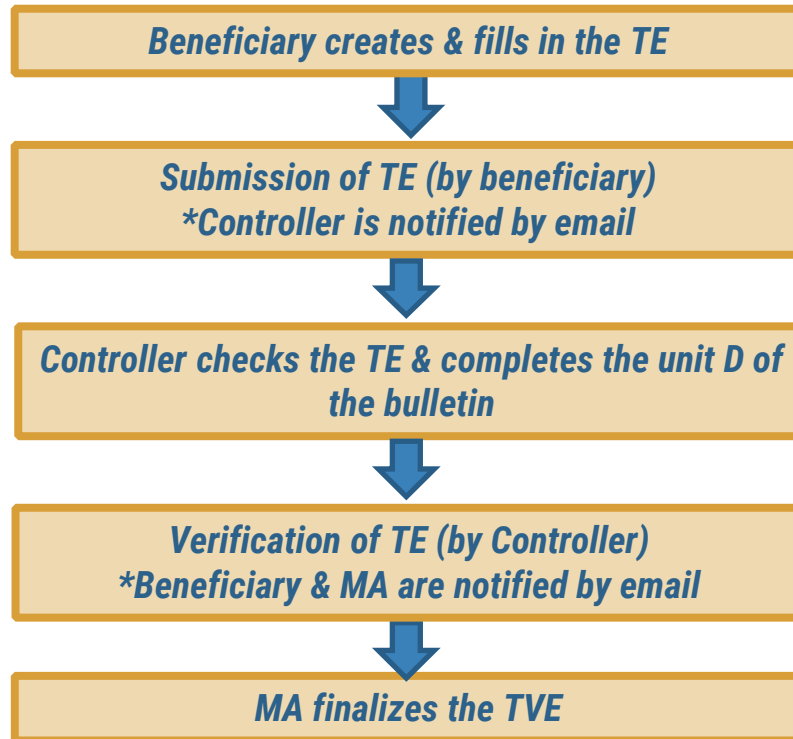 Beneficiary creates & fills in the TE
Submission of TE (by beneficiary)
*Controller is notified by email
Controller checks the TE & completes the unit D of
the bulletin
Verification of TE (by Controller)
*Beneficiary & MA are notified by email
MA finalizes the TVE